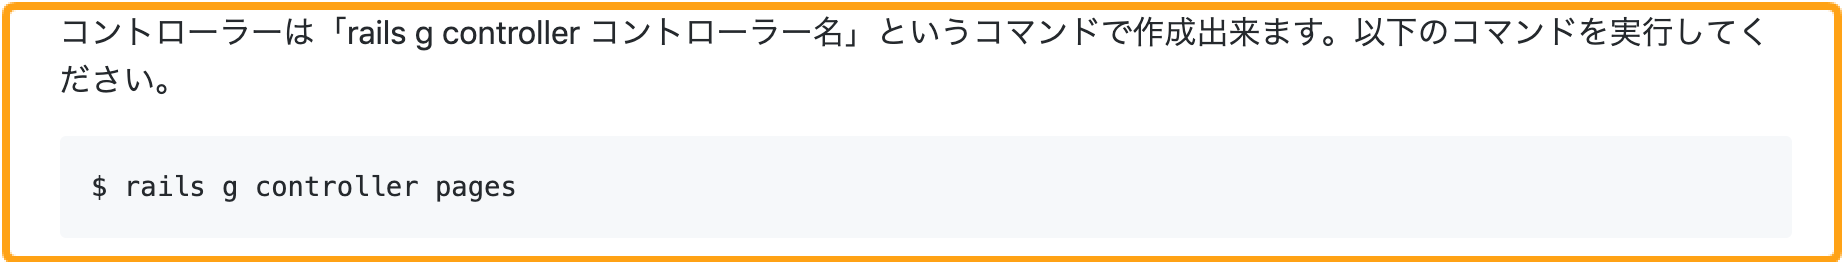 コントローラーは「rails g controller コントローラー名」というコマンドで作成出来ます。以下のコマンドを実行してく
ださい。
$ rails g controller pages